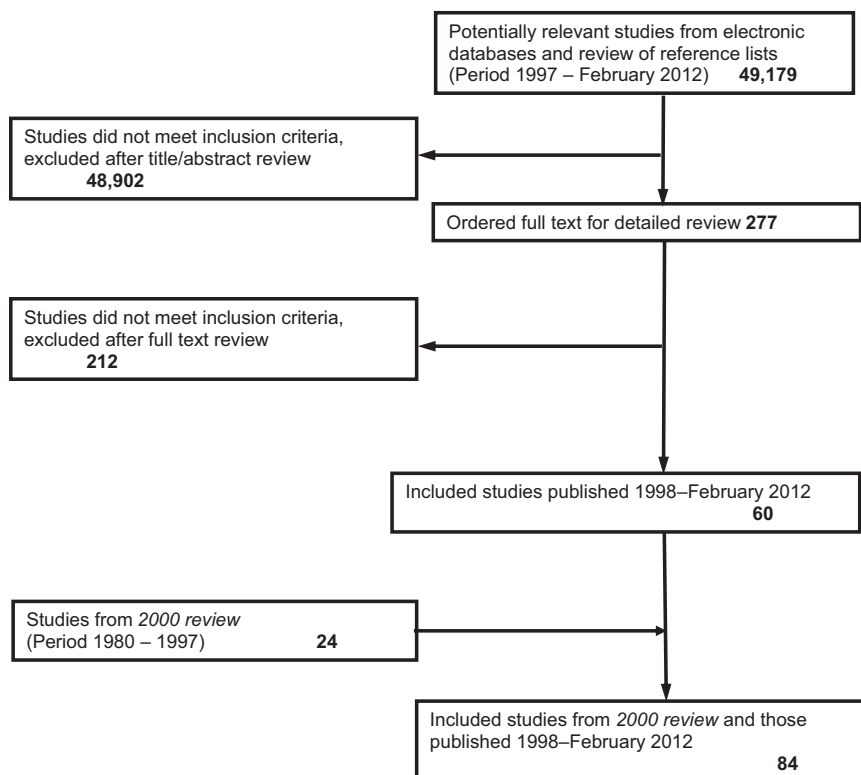 Potentially relevant studies from electronic
databases and review of reference lists
(Period 1997 – February 2012) 49,179
Studies did not meet inclusion criteria,
excluded after title/abstract review
48,902
Ordered full text for detailed review 277
Studies did not meet inclusion criteria,
excluded after full text review
212
Included studies published 1998–February 2012
60
Studies from 2000 review
(Period 1980 – 1997) 24
Included studies from 2000 review and those
published 1998–February 2012
84